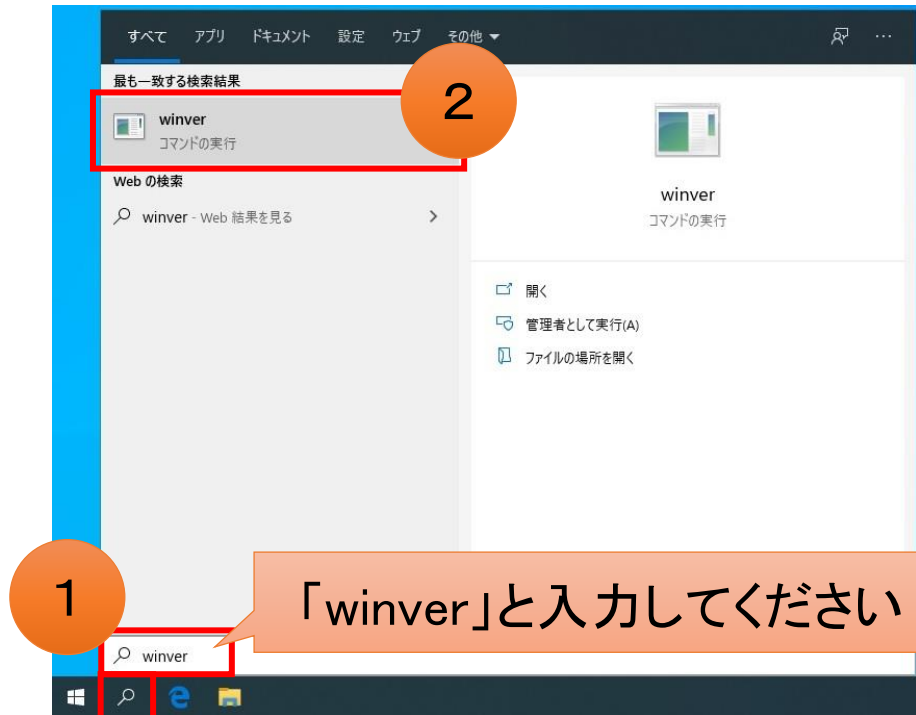 すべて アプリ ドキュメント 設定 ウェブ その他
最も一致する検索結果
winver
コマンドの実行
2
Web の検索
winver - Web 結果を見る
winver
コマンドの実行
開く
管理者として実行(A)
ファイルの場所を開く
1
「winver」と入力してください
winver